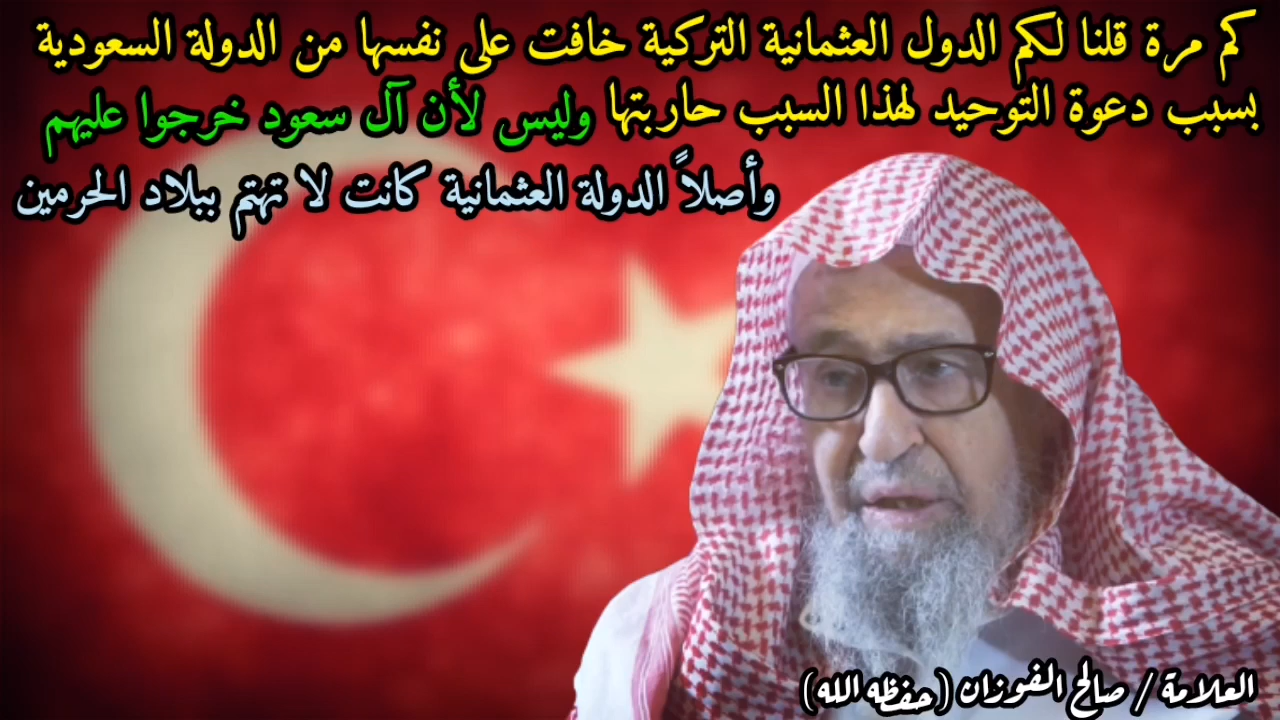 كم مرة قلنا لكم الدول العثمانية التركية خافت على نفسها من الدولة السعودية
بسبب دعوة التوحيد لهذا السبب حاربتها وليس لأن آل سعود خرجوا عليهم
وأصلاً الدولة العثمانية كانت لا تهتم ببلاد الحرمين
العلامة / صالح الفوزان (حفظه الله)